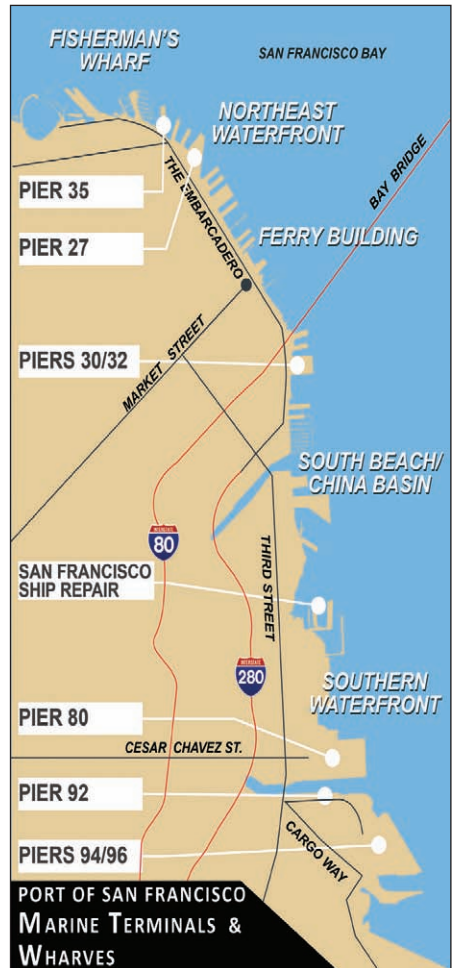 FISHERMAN'S
WHARF
SAN FRANCISCO BAY
NORTHEAST
WATERFRONT
PIER 35
THE EMBARCADERO
BAY BRIDGE
PIER 27
FERRY BUILDING
MARKET STREET
PIERS 30/32
SOUTH BEACH/
CHINA BASIN
INTERSTATE
80
THIRD STREET
SAN FRANCISCO
SHIP REPAIR
280
SOUTHERN
WATERFRONT
PIER 80
CESAR CHAVEZ ST.
PIER 92
CARGO WAY
PIERS 94/96
PORT OF SAN FRANCISCO
MARINE TERMINALS &
WHARVES